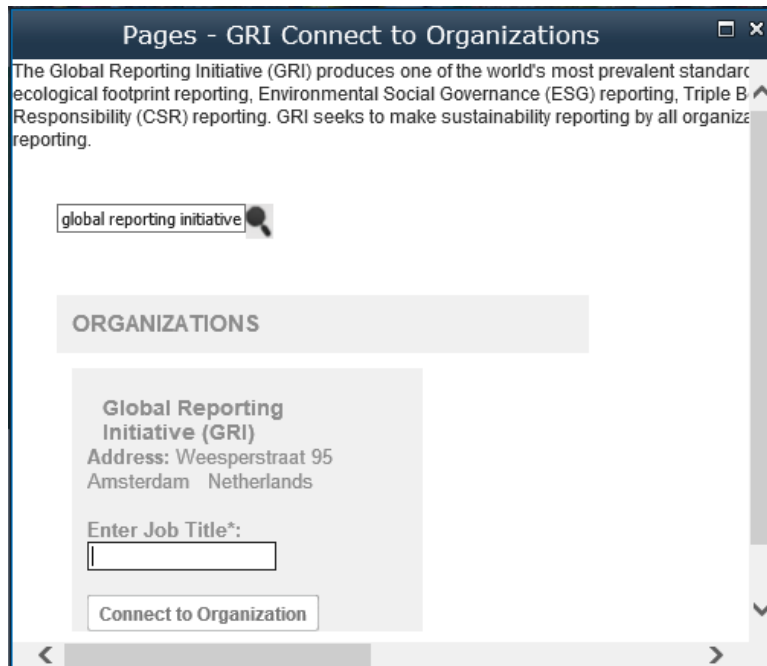 Pages - GRI Connect to Organizations
The Global Reporting Initiative (GRI) produces one of the world's most prevalent
ecological footprint reporting, Environmental Social Governance (ESG) reporting, Triple
Responsibility (CSR) reporting. GRI seeks to make sustainability reporting by all
reporting.
global reporting initiative
ORGANIZATIONS
Global Reporting
Initiative (GRI)
Address: Weesperstraat 95
Amsterdam Netherlands
Enter Job Title*:
Connect to Organization